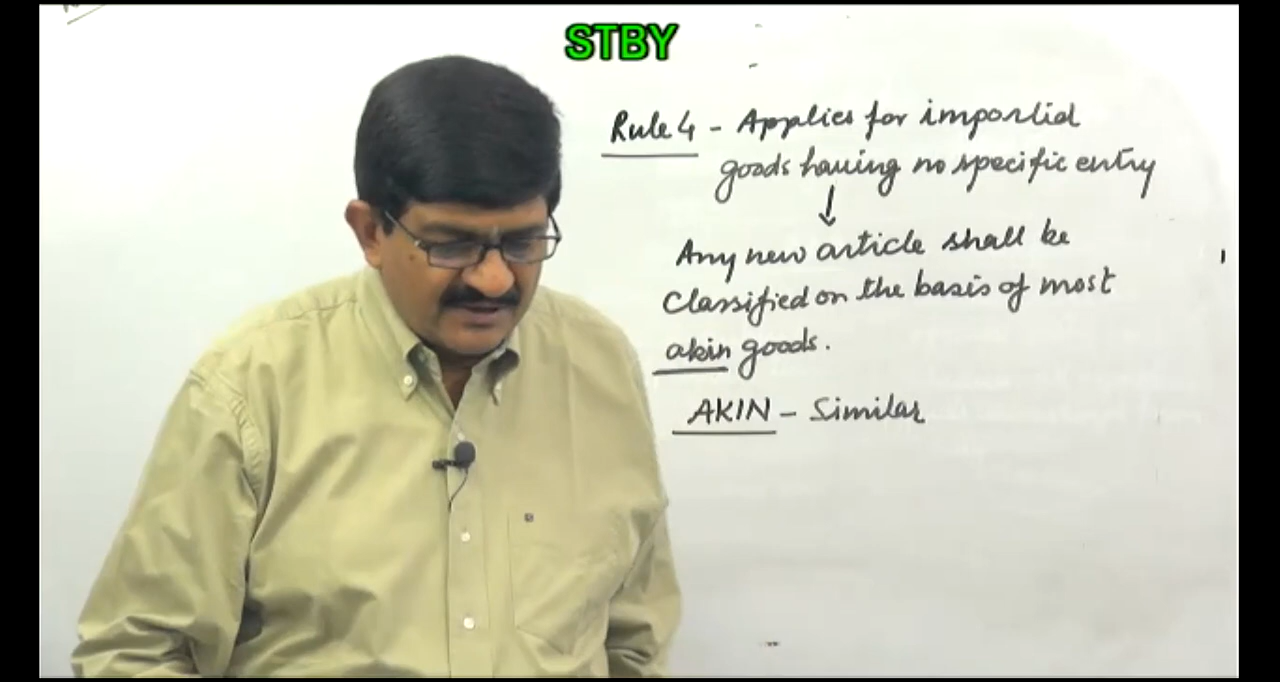 STBY
Rule 4 - Applies for imported
goods having no specific entry
↓
Any new article shall be
Classified on the basis of most
akin goods.
AKIN - Similar